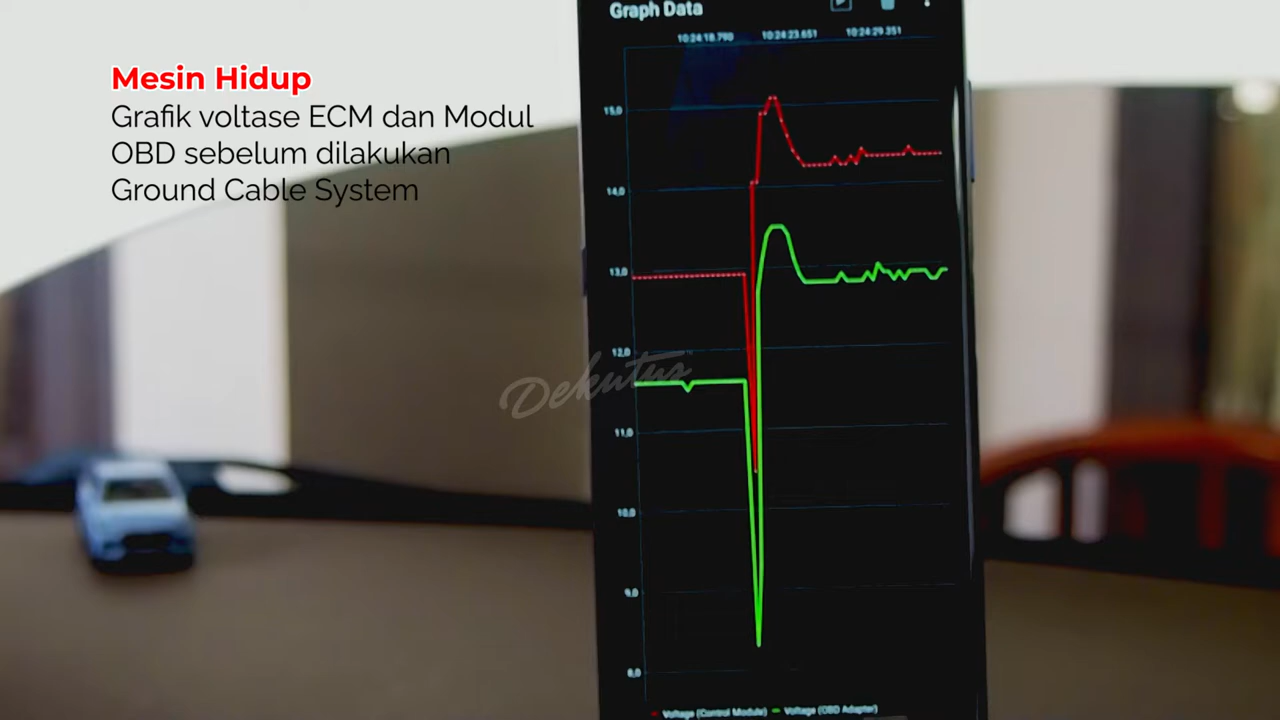 Graph Data
10:24:18.790 10:24:23.651 10:24:29.351
Mesin Hidup
Grafik voltase ECM dan Modul
OBD sebelum dilakukan
Ground Cable System
15,0
14,0
13,0
12,0
Dekutus
11,0
10,0
9,0
8,0
Voltage (Control Module) Voltage (OBD Adapter)